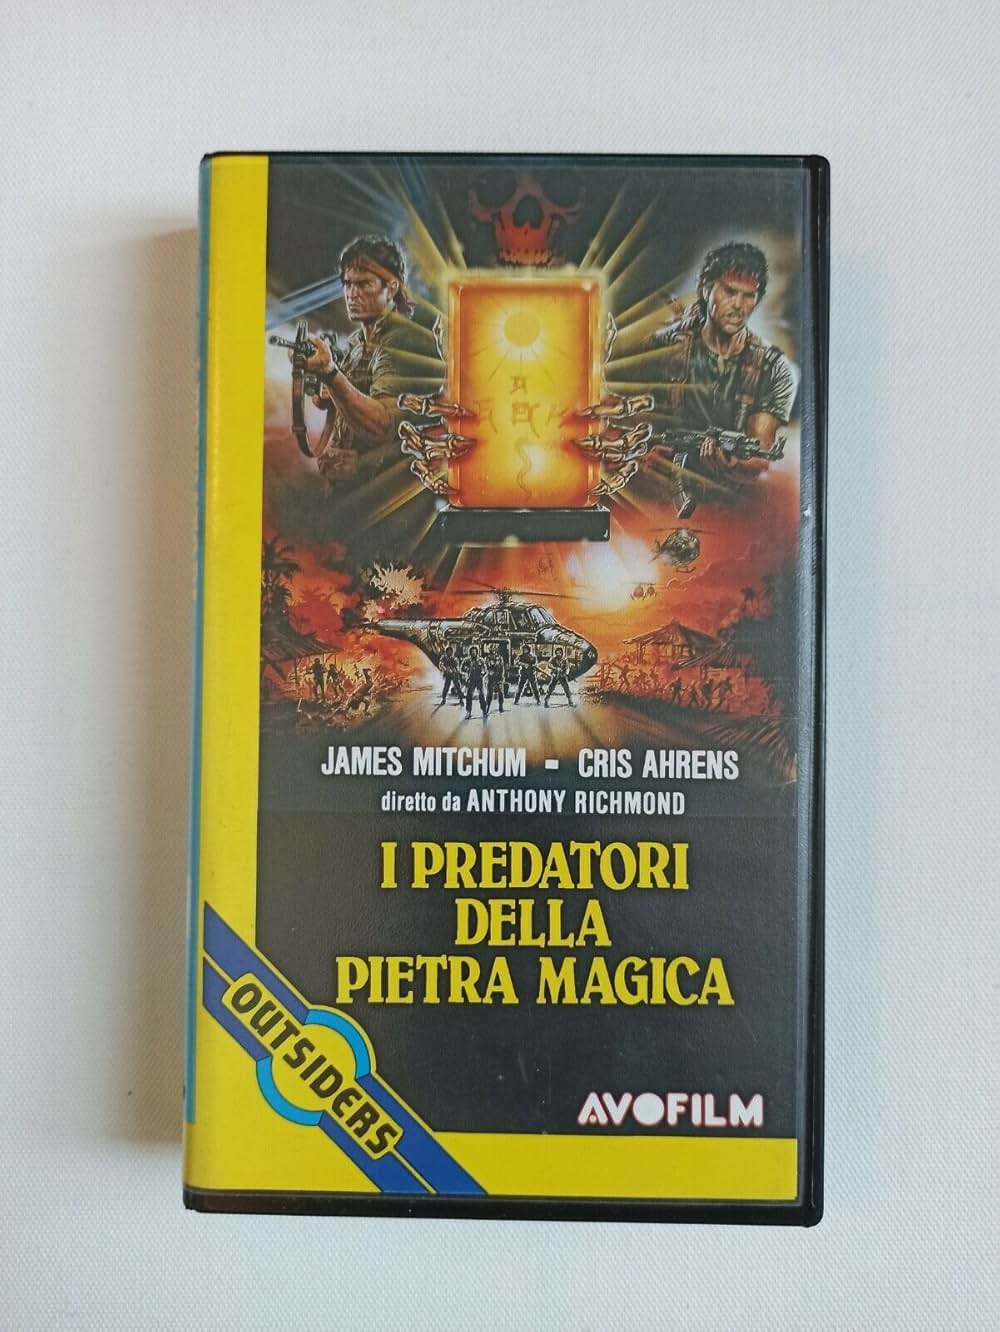 JAMES MITCHUM - CRIS AHRENS
diretto da ANTHONY RICHMOND
I PREDATORI
DELLA
PIETRA MAGICA
OUTSIDERS
AVOFILM